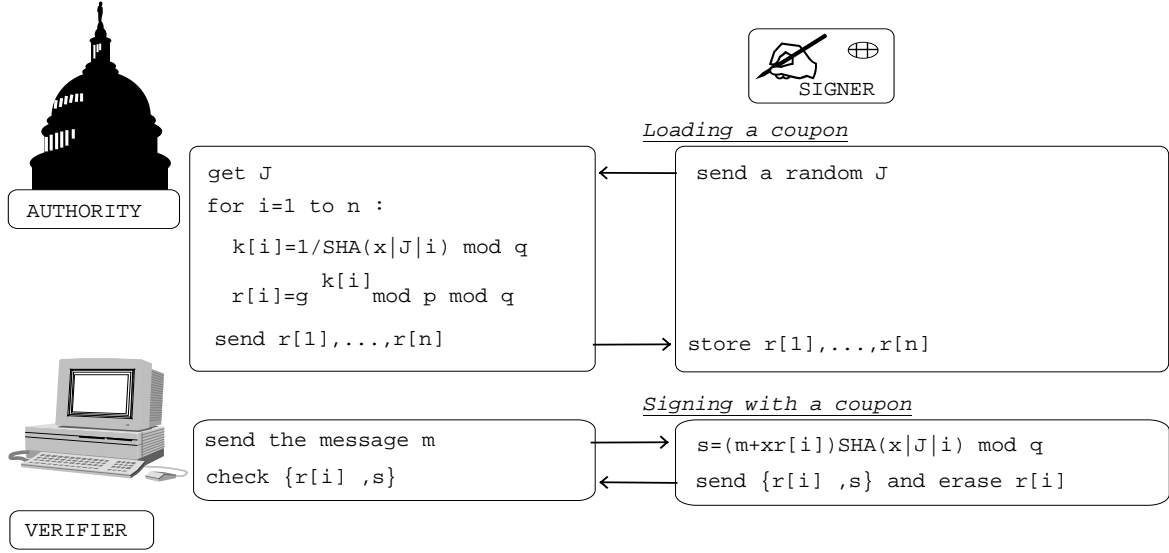 SIGNER
Loading a coupon
AUTHORITY
get J
for i=1 to n :
k[i]=1/SHA(x|J|i) mod q
r[i]=g k[i] mod p mod q
send r[1],...,r[n]
send a random J
store r[1],...,r[n]
Signing with a coupon
send the message m
check {r[i] ,s}
s=(m+xr[i])SHA(x|J|i) mod q
send {r[i] ,s} and erase r[i]
VERIFIER